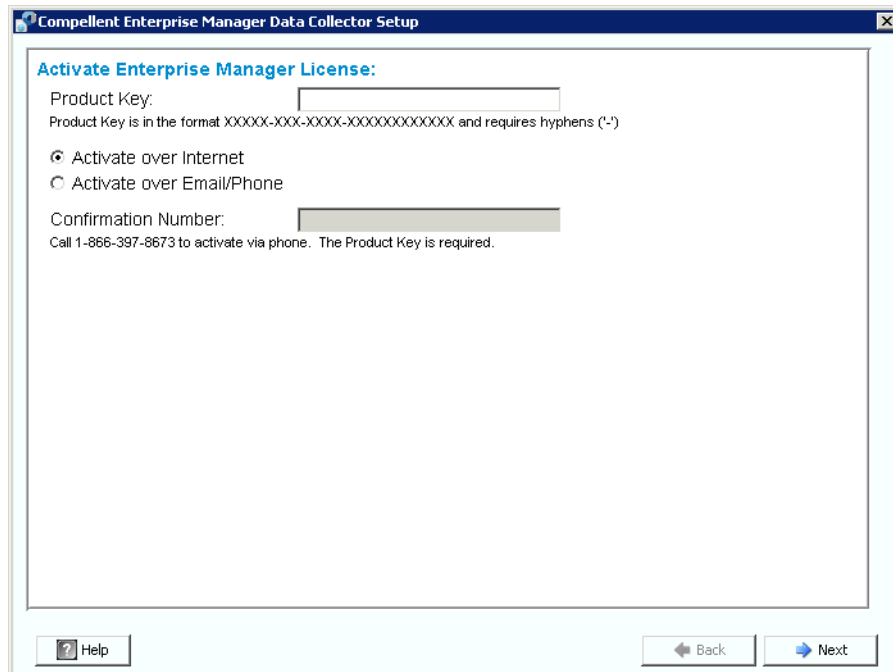 Compellent Enterprise Manager Data Collector Setup
Activate Enterprise Manager License:
Product Key:
Product Key is in the format XXXXX-XXX-XXXX-XXXXXXXXXXXX and requires hyphens ('-')
Activate over Internet
Activate over Email/Phone
Confirmation Number:
Call 1-866-397-8673 to activate via phone. The Product Key is required.
? Help
Back
Next